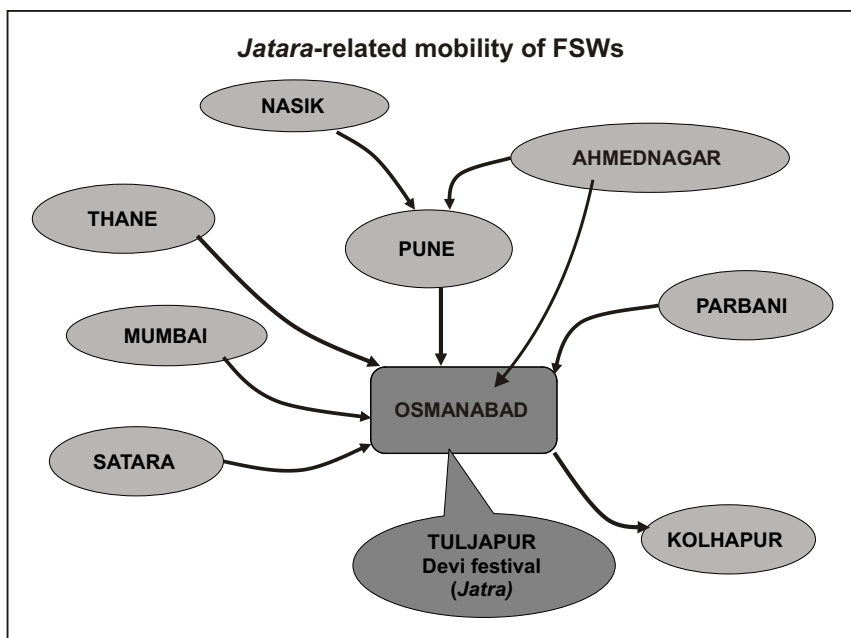 Jatara-related mobility of FSWs
NASIK
AHMEDNAGAR
THANE
PUNE
PARBANI
MUMBAI
OSMANABAD
SATARA
TULJAPUR
Devi festival
(Jatra)
KOLHAPUR